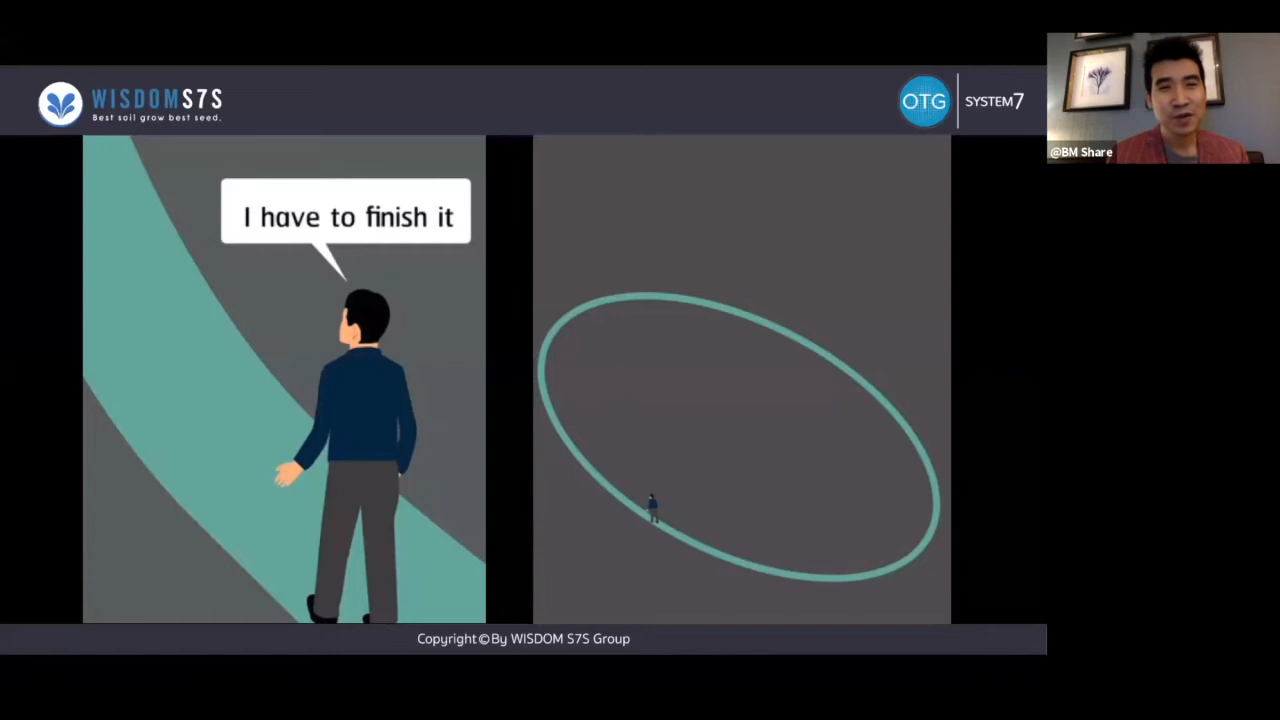 WISDOMS7S
Best soil grow best seed.
OTG SYSTEM7
@BM Share
I have to finish it
Copyright©By WISDOM S7S Group